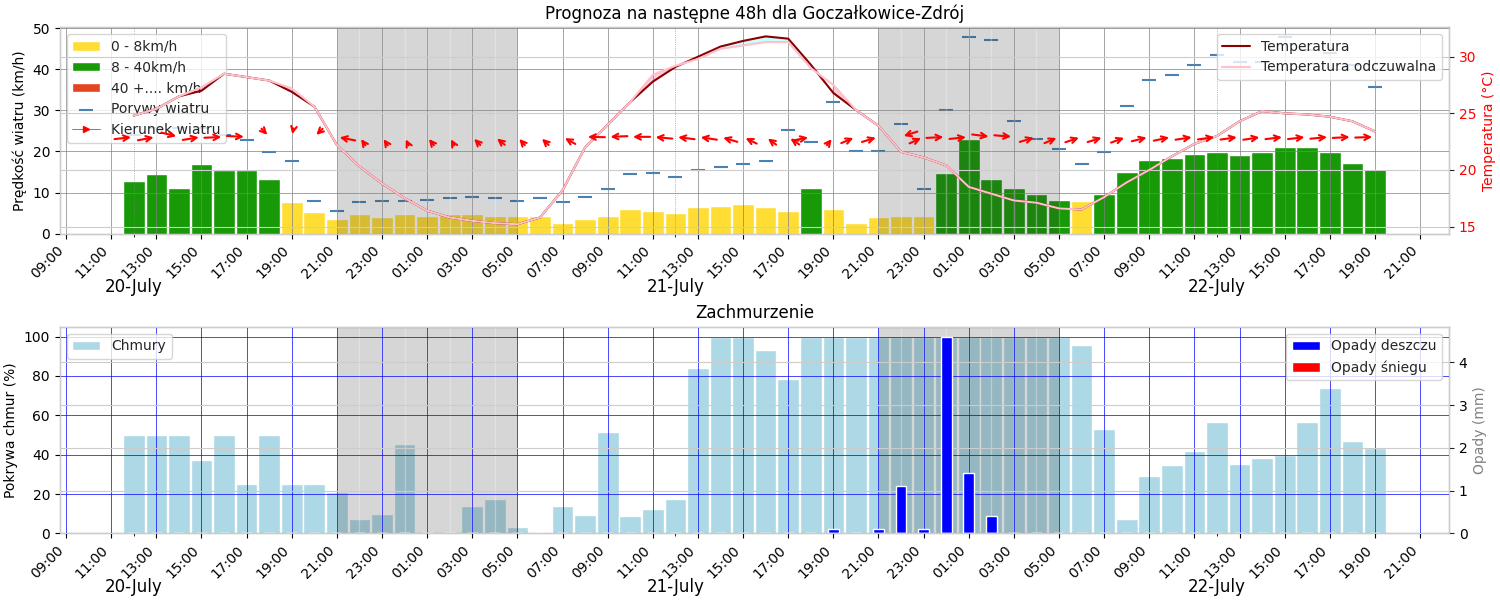 Prognoza na następne 48h dla Goczałkowice-Zdrój
Prędkość wiatru (km/h)
50
40
30
20
10
0
0 - 8km/h
8 - 40km/h
40 +.... km/h
Porywy wiatru
Kierunek wiatru
Temperatura
Temperatura odczuwalna
30
25
20
15
Temperatura (°C)
09:00 11:00 13:00 15:00 17:00 19:00 21:00 23:00 01:00 03:00 05:00 07:00 09:00 11:00 13:00 15:00 17:00 19:00 21:00 23:00 01:00 03:00 05:00 07:00 09:00 11:00 13:00 15:00 17:00 19:00 21:00
20-July 21-July 22-July
Zachmurzenie
Pokrywa chmur (%)
100
80
60
40
20
0
Chmury
Opady deszczu
Opady śniegu
4
3
2
1
0
Opady (mm)
09:00 11:00 13:00 15:00 17:00 19:00 21:00 23:00 01:00 03:00 05:00 07:00 09:00 11:00 13:00 15:00 17:00 19:00 21:00 23:00 01:00 03:00 05:00 07:00 09:00 11:00 13:00 15:00 17:00 19:00 21:00
20-July 21-July 22-July